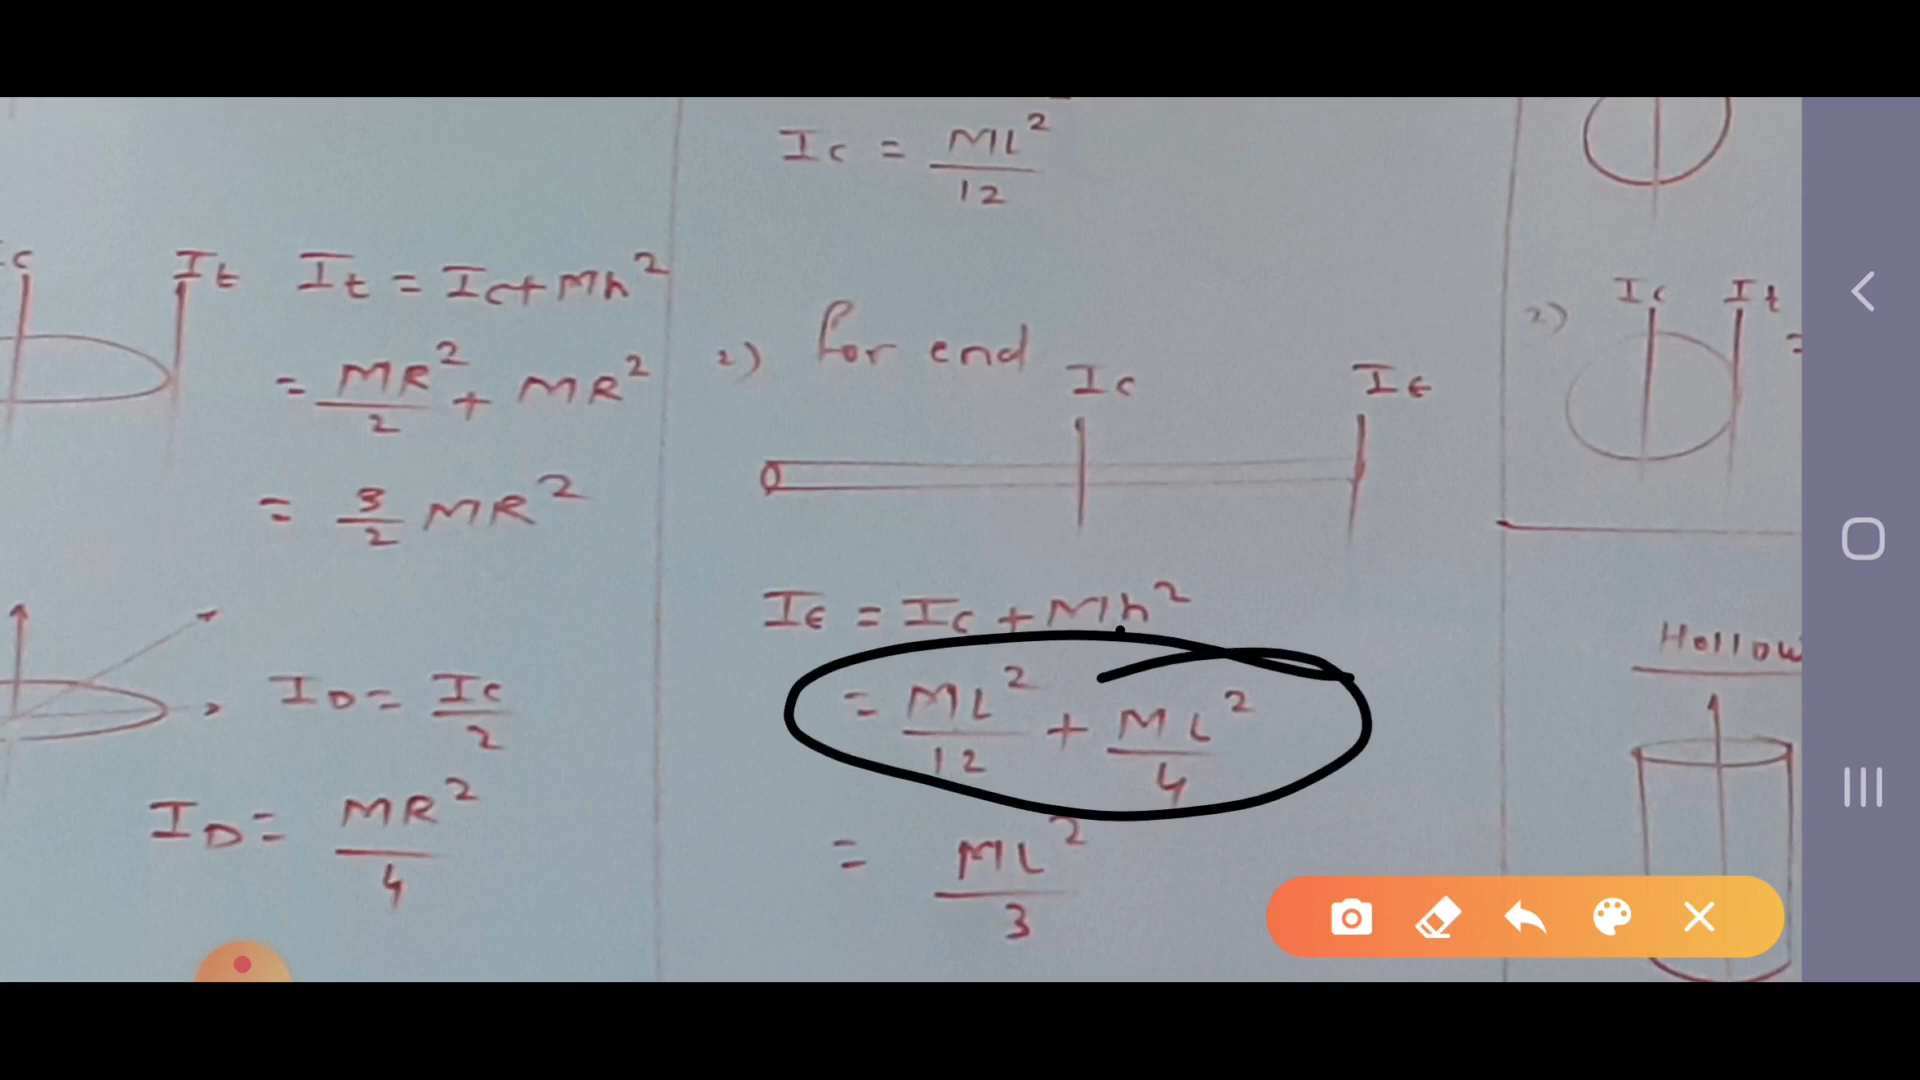 It It = Ic+Mh²
= MR²/2 + MR²
= 3/2 MR²
ID = Ic/2
ID = MR²/4
Ic = ML²/12
2) for end
Ic IE
IE = Ic + Mh²
= ML²/12 + ML²/4
= ML²/3
2) Ic It
=
Hollow